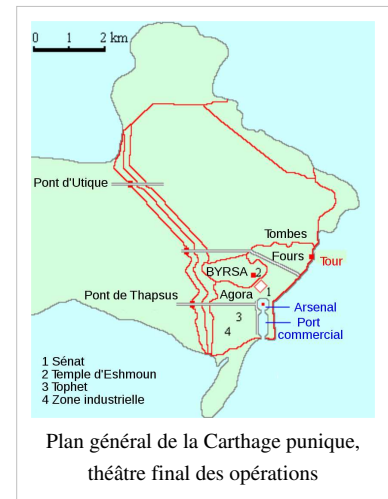 0 1 2 km
Pont d'Utique
Tombes
Fours
Tour
BYRSA
2
Agora
1
Pont de Thapsus
Arsenal
3
Port
commercial
4
1 Sénat
2 Temple d'Eshmoun
3 Tophet
4 Zone industrielle
Plan général de la Carthage punique,
théâtre final des opérations